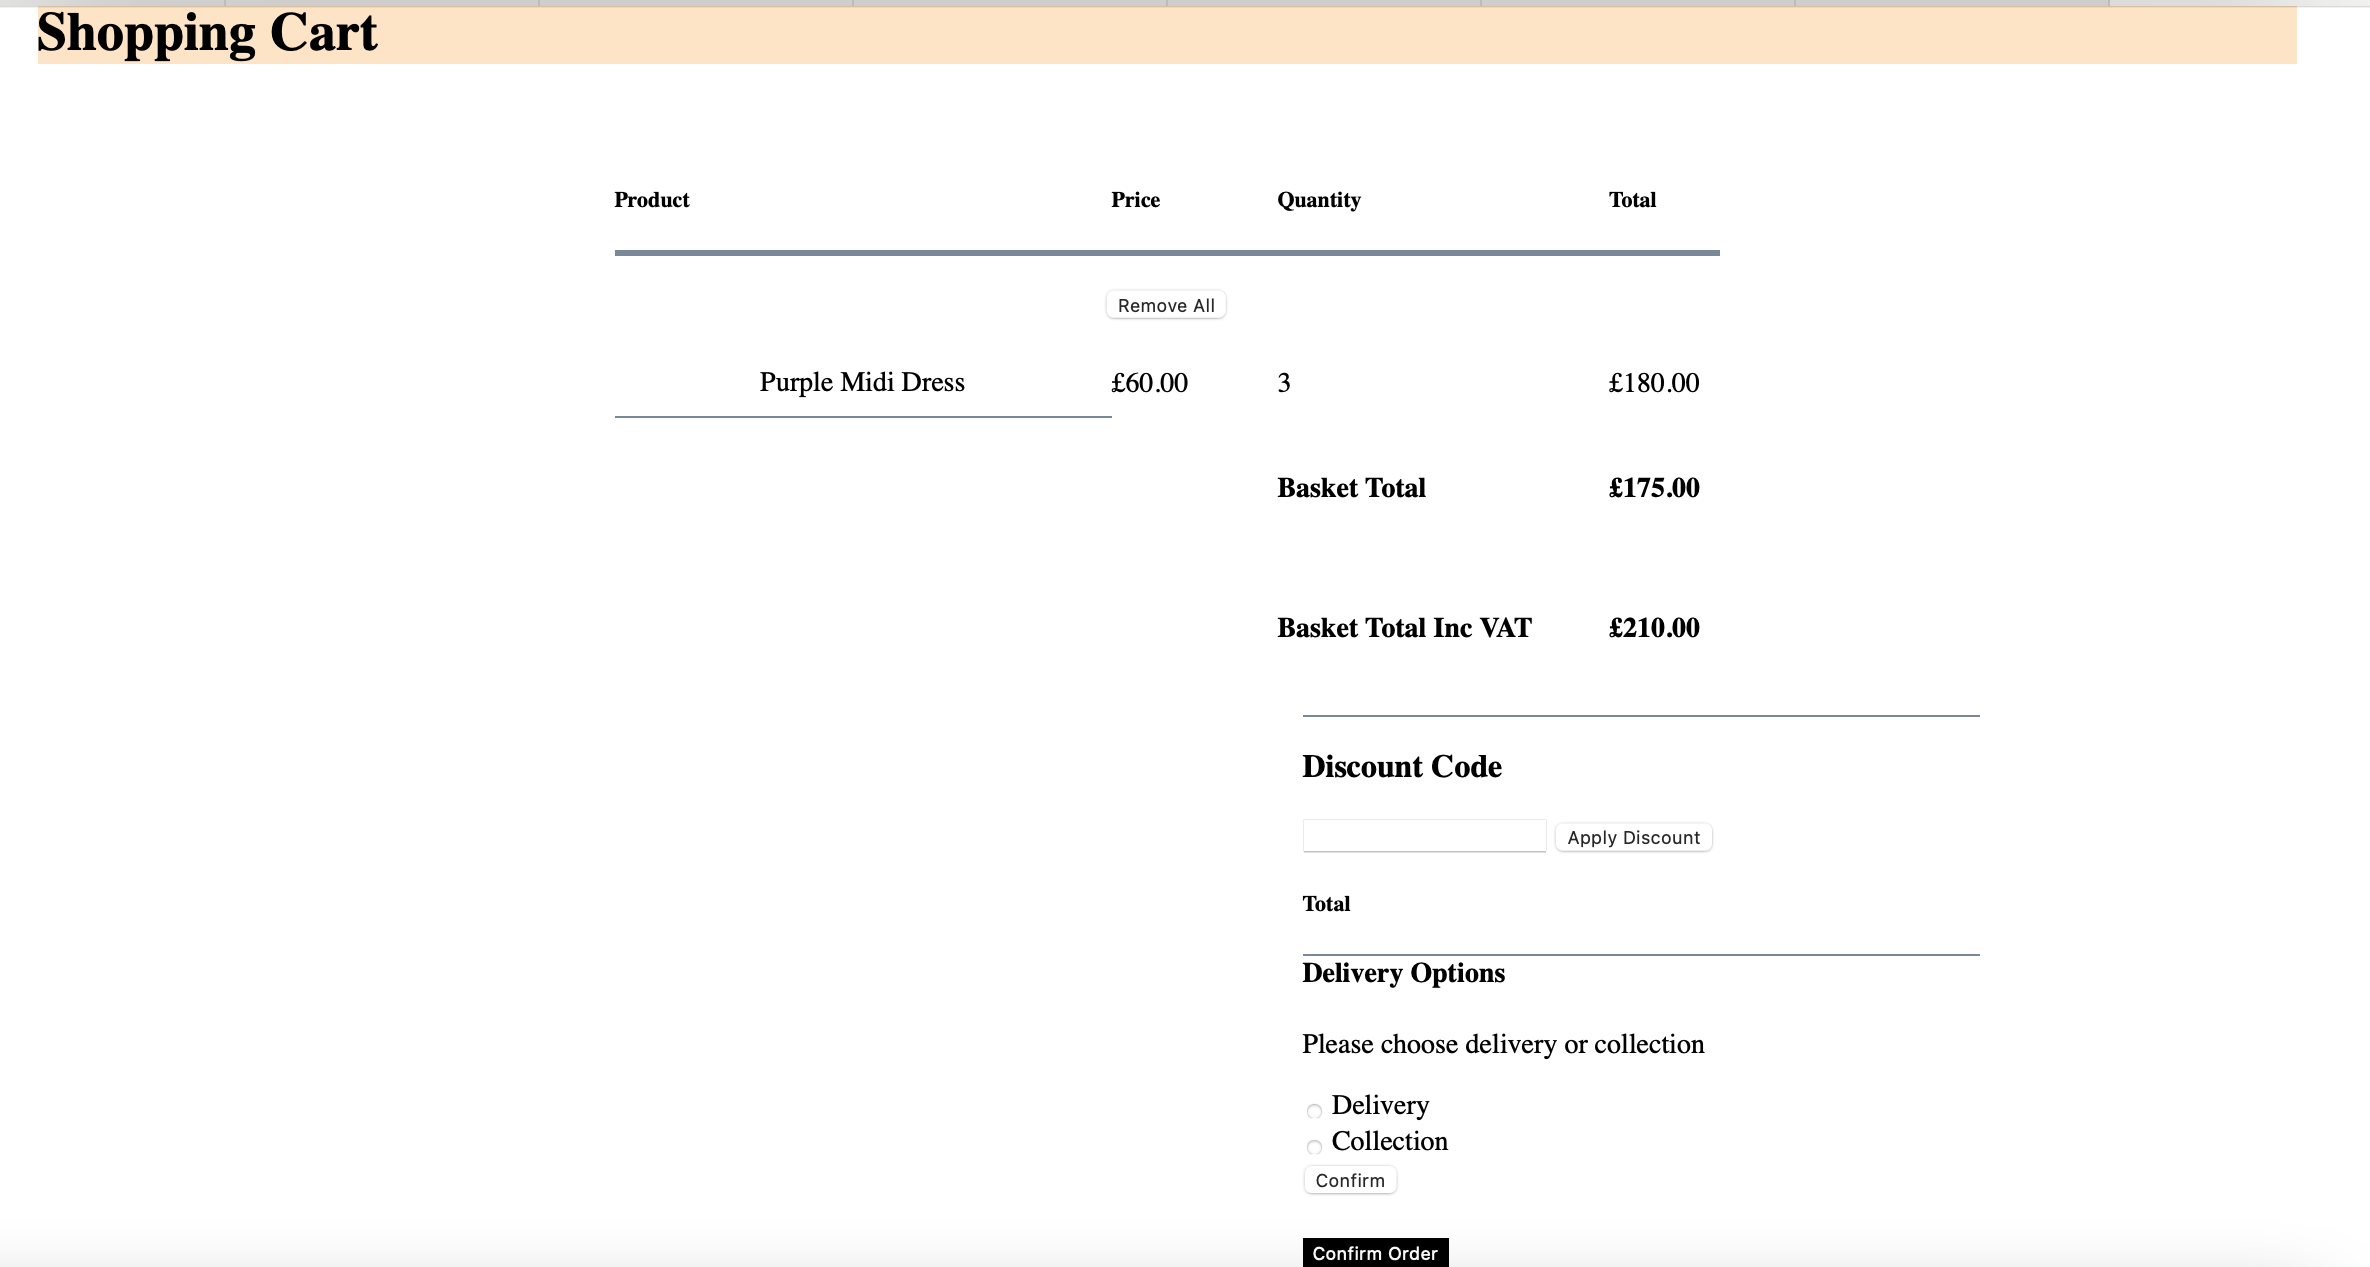 Shopping Cart
Product Price Quantity Total
Remove All
Purple Midi Dress £60.00 3 £180.00
Basket Total £175.00
Basket Total Inc VAT £210.00
Discount Code
Apply Discount
Total
Delivery Options
Please choose delivery or collection
Delivery
Collection
Confirm
Confirm Order